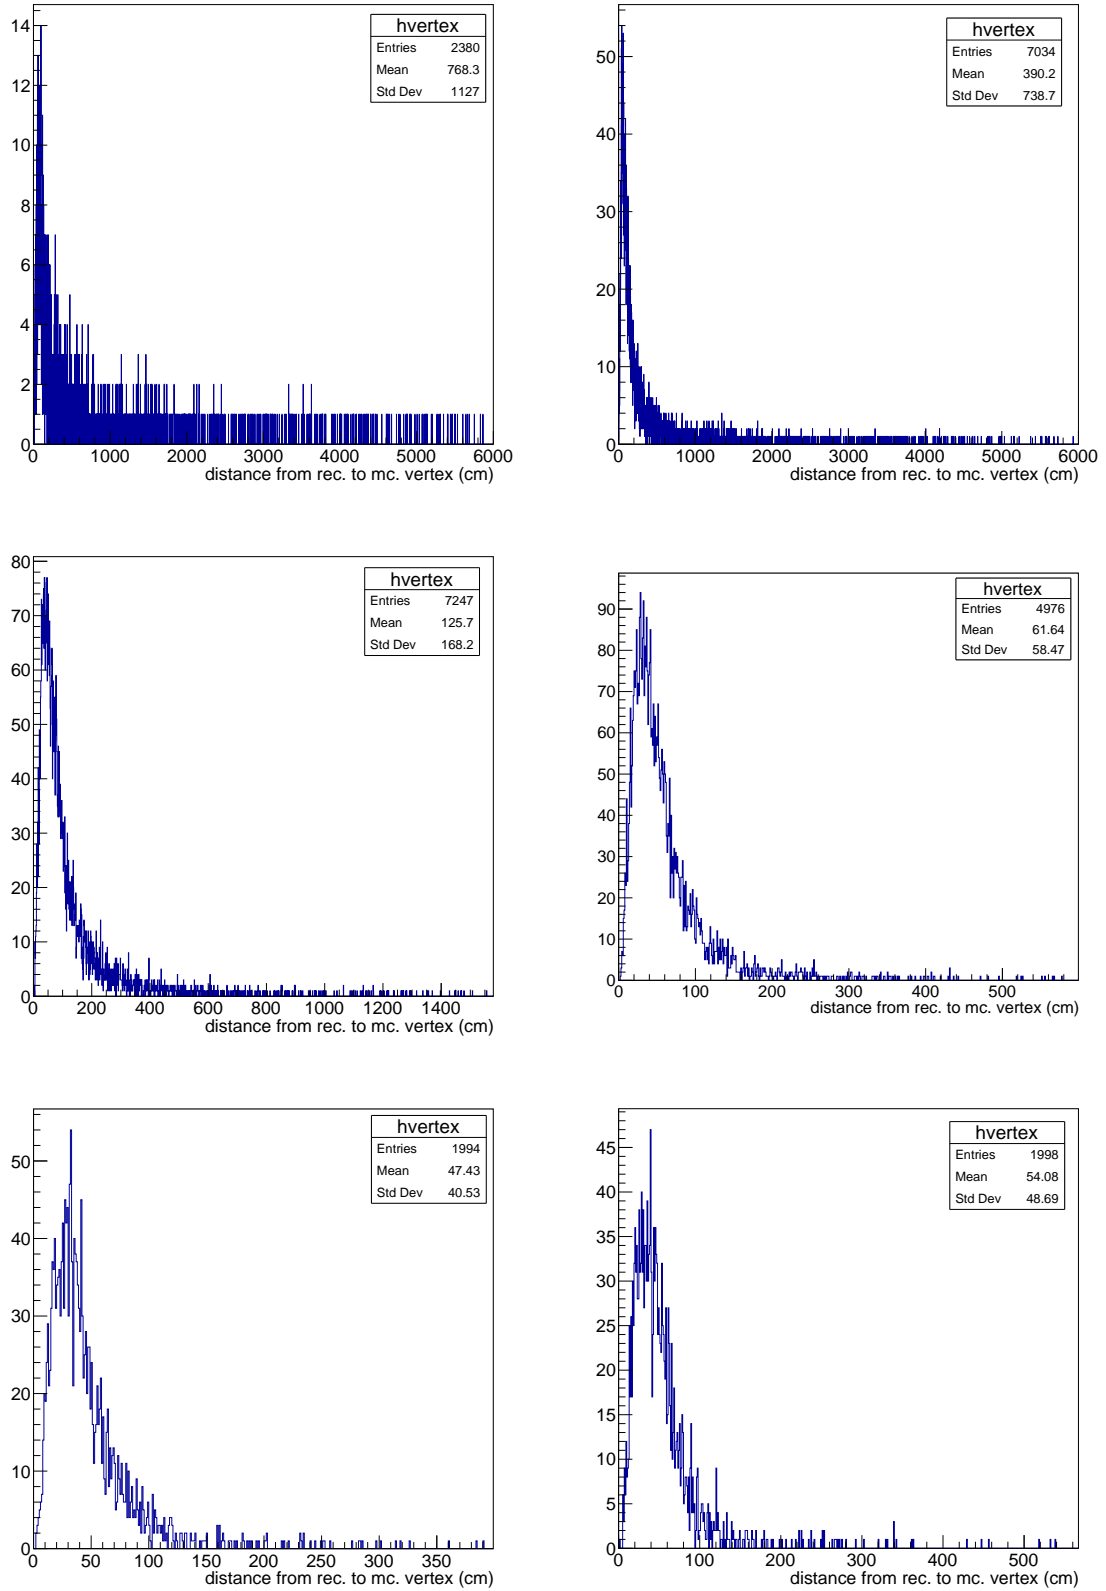 hvertex
Entries 2380
Mean 768.3
Std Dev 1127
14
12
10
8
6
4
2
0
0 1000 2000 3000 4000 5000 6000
distance from rec. to mc. vertex (cm)
hvertex
Entries 7034
Mean 390.2
Std Dev 738.7
50
40
30
20
10
0
0 1000 2000 3000 4000 5000 6000
distance from rec. to mc. vertex (cm)
hvertex
Entries 7247
Mean 125.7
Std Dev 168.2
80
70
60
50
40
30
20
10
0
0 200 400 600 800 1000 1200 1400
distance from rec. to mc. vertex (cm)
hvertex
Entries 4976
Mean 61.64
Std Dev 58.47
90
80
70
60
50
40
30
20
10
0
0 100 200 300 400 500
distance from rec. to mc. vertex (cm)
hvertex
Entries 1994
Mean 47.43
Std Dev 40.53
50
40
30
20
10
0
0 50 100 150 200 250 300 350
distance from rec. to mc. vertex (cm)
hvertex
Entries 1998
Mean 54.08
Std Dev 48.69
45
40
35
30
25
20
15
10
5
0
0 100 200 300 400 500
distance from rec. to mc. vertex (cm)